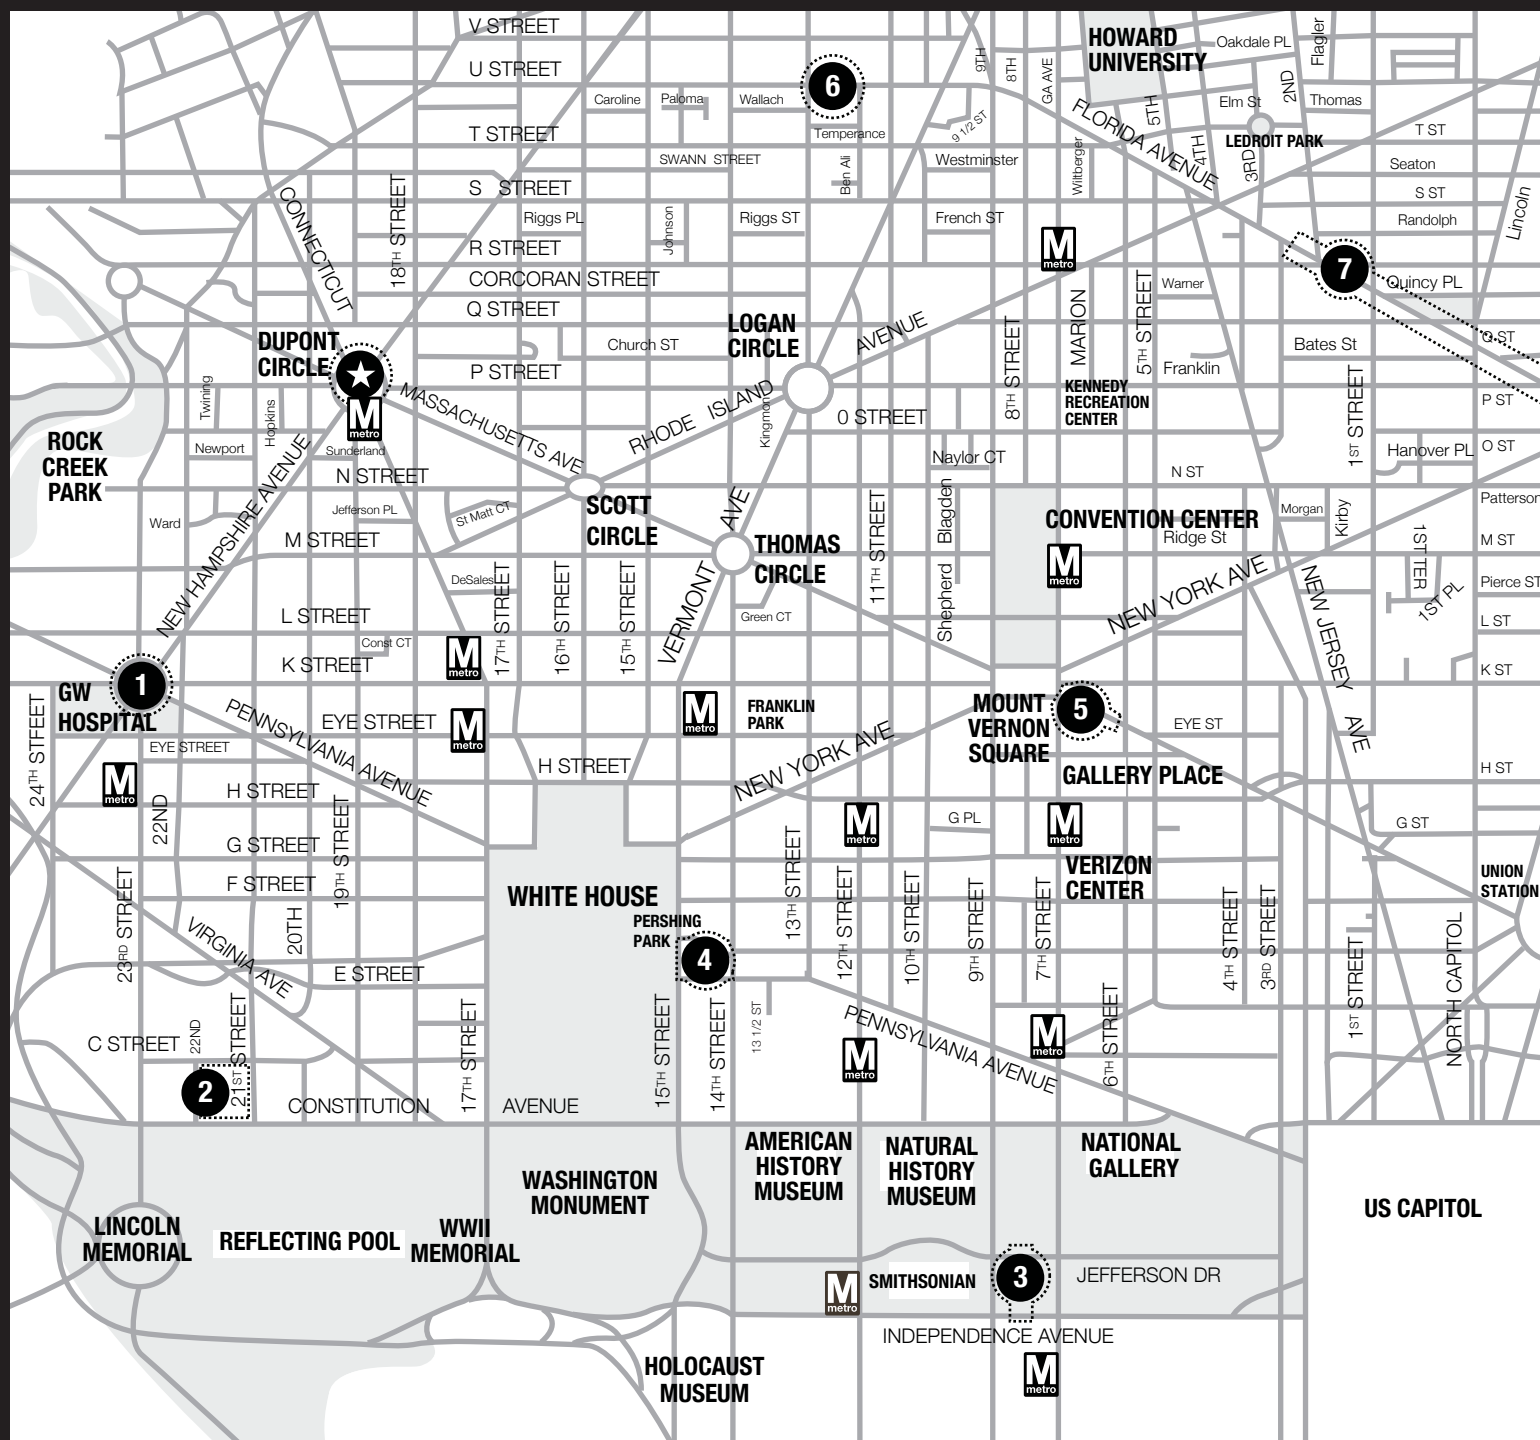 V STREET
HOWARD
UNIVERSITY
Oakdale PL
Flagler
9TH
8TH
GA AVE
U STREET
6
2ND
Caroline
Paloma
Wallach
5TH
Elm St
Thomas
FLORIDA AVENUE
T STREET
Temperance
9 1/2 ST
LEDROIT PARK
T ST
4TH
3RD
SWANN STREET
Ben Ali
Westminster
Wiltberger
Seaton
S STREET
S ST
Lincoln
CONNECTICUT
18TH STREET
Riggs PL
Johnson
Riggs ST
French ST
Randolph
M
metro
R STREET
7
CORCORAN STREET
Warner
Quincy PL
Q STREET
MARION
5TH STREET
LOGAN
CIRCLE
AVENUE
8TH STREET
Q ST
DUPONT
CIRCLE
Church ST
Bates St
P STREET
Franklin
Twining
Hopkins
M
metro
MASSACHUSETTS AVE
RHODE ISLAND
Kingmon
O STREET
KENNEDY
RECREATION
CENTER
1ST STREET
P ST
ROCK
CREEK
PARK
Newport
Sunderland
Naylor CT
Hanover PL
O ST
N STREET
N ST
NEW HAMPSHIRE AVENUE
Ward
Jefferson PL
St Matt CT
SCOTT
CIRCLE
AVE
11TH STREET
Blagden
Patterson
CONVENTION CENTER
Morgan
Kirby
M STREET
THOMAS
CIRCLE
Ridge St
1ST TER
M ST
M
metro
DeSales
NEW YORK AVE
NEW JERSEY AVE
Pierce ST
1ST PL
L STREET
17TH STREET
16TH STREET
15TH STREET
VERMONT
Green CT
Shepherd
L ST
Const CT
M
metro
K STREET
K ST
1
GW
HOSPITAL
24TH STFEET
PENNSYLVANIA AVENUE
EYE STREET
M
metro
M
metro
FRANKLIN
PARK
MOUNT
VERNON
SQUARE
5
EYE ST
EYE STREET
NEW YORK AVE
H STREET
M
metro
GALLERY PLACE
H ST
H STREET
22ND
19TH STREET
13TH STREET
M
metro
G PL
M
metro
G ST
G STREET
VERIZON
CENTER
UNION
STATION
F STREET
WHITE HOUSE
23RD STREET
20TH
VIRGINIA AVE
PERSHING
PARK
4
12TH STREET
10TH STREET
9TH STREET
7TH STREET
4TH STREET
3RD STREET
1ST STREET
NORTH CAPITOL
E STREET
17TH STREET
15TH STREET
14TH STREET
13 1/2 ST
PENNSYLVANIA AVENUE
6TH STREET
C STREET
22ND
21ST STREET
M
metro
M
metro
2
CONSTITUTION
AVENUE
AMERICAN
HISTORY
MUSEUM
NATURAL
HISTORY
MUSEUM
NATIONAL
GALLERY
WASHINGTON
MONUMENT
US CAPITOL
LINCOLN
MEMORIAL
REFLECTING POOL
WWII
MEMORIAL
M
metro
SMITHSONIAN
3
JEFFERSON DR
INDEPENDENCE AVENUE
HOLOCAUST
MUSEUM
M
metro